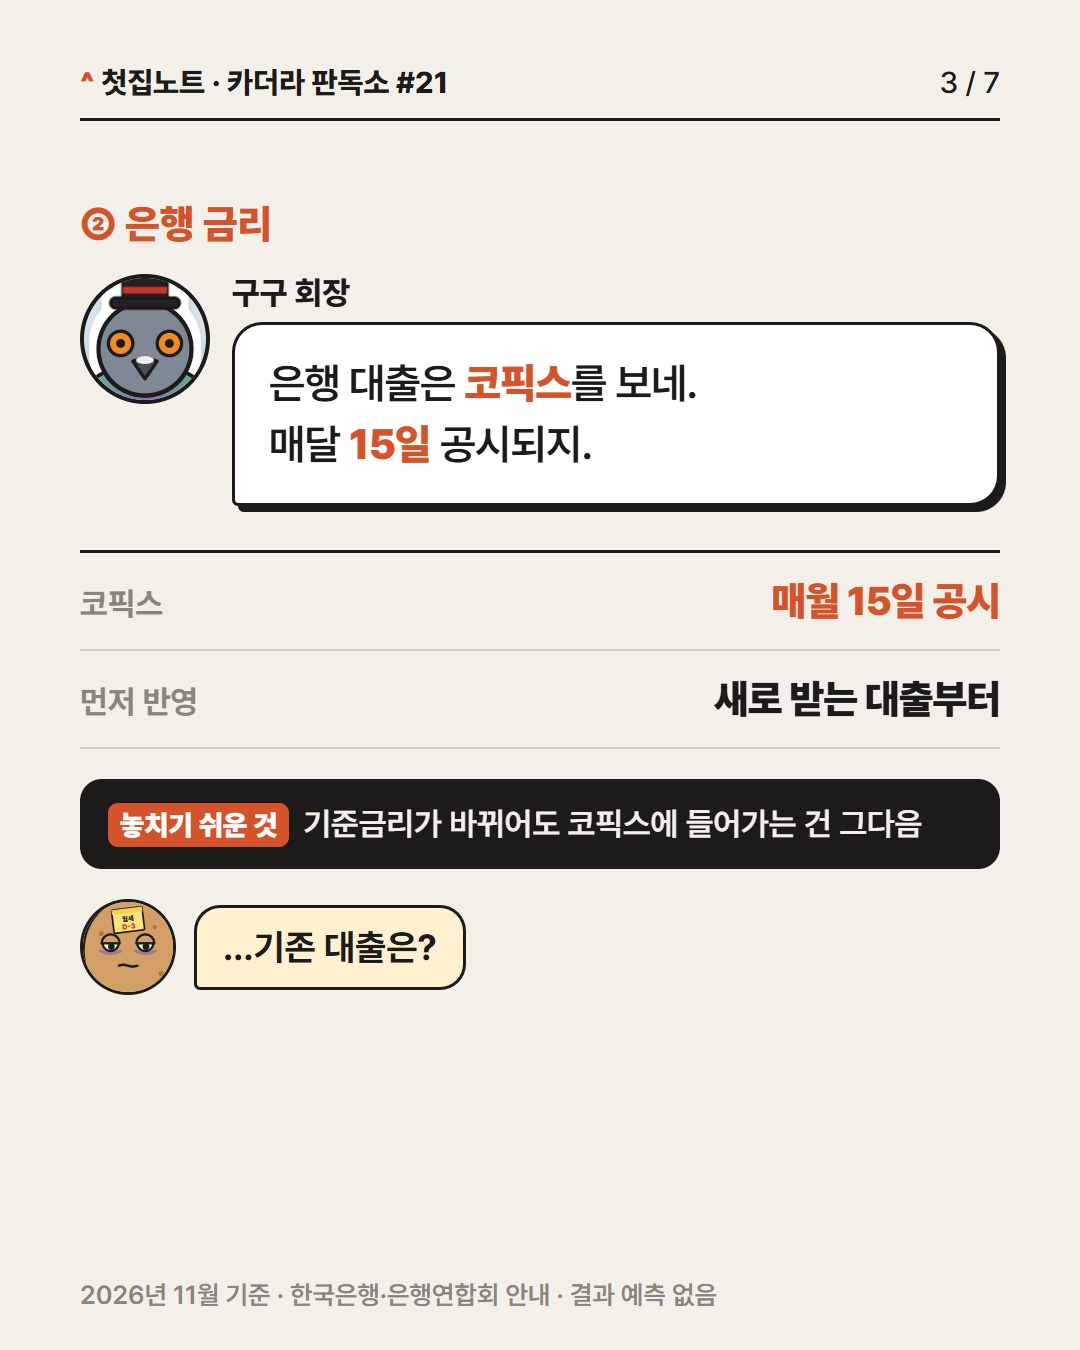 ^ 첫집노트 · 카더라 판독소 #21
3 / 7
② 은행 금리
구구 회장
은행 대출은 코픽스를 보네.
매달 15일 공시되지.
코픽스
매월 15일 공시
먼저 반영
새로 받는 대출부터
놓치기 쉬운 것 기준금리가 바뀌어도 코픽스에 들어가는 건 그다음
월세
D-3
...기존 대출은?
2026년 11월 기준 · 한국은행·은행연합회 안내 · 결과 예측 없음